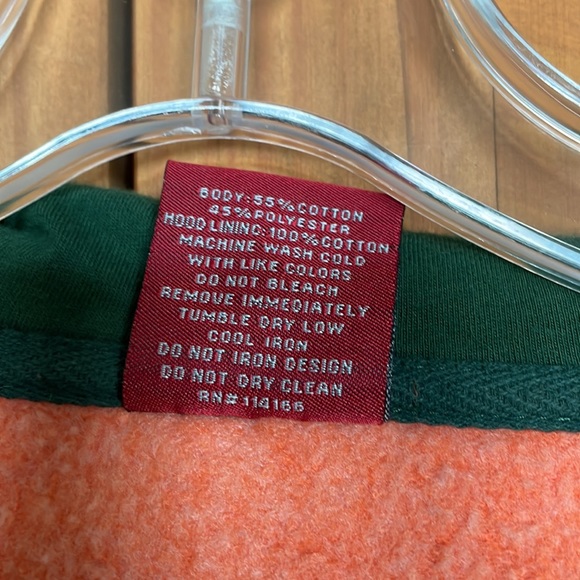 BODY: 55% COTTON
45% POLYESTER
HOOD LINING: 100% COTTON
MACHINE WASH COLD
WITH LIKE COLORS
DO NOT BLEACH
REMOVE IMMEDIATELY
TUMBLE DRY LOW
COOL IRON
DO NOT IRON DESIGN
DO NOT DRY CLEAN
RN# 114166